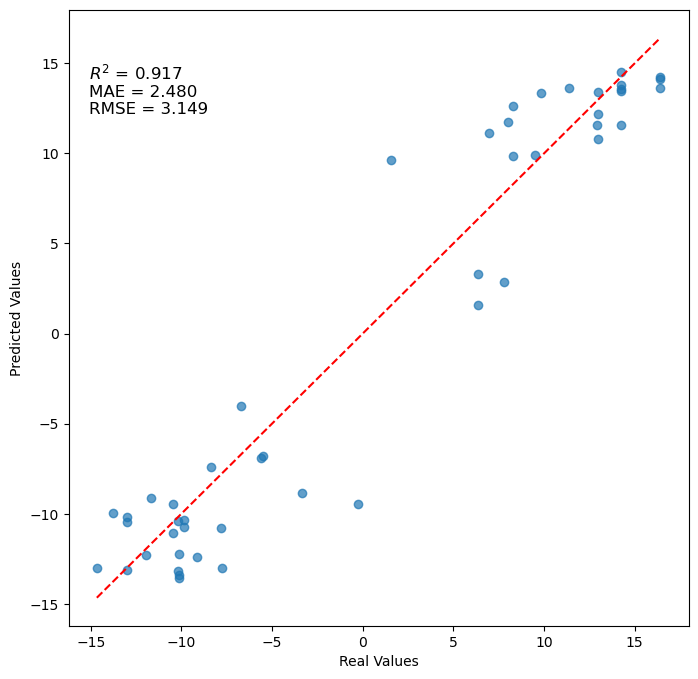 R² = 0.917
MAE = 2.480
RMSE = 3.149
Predicted Values
15
10
5
0
−5
−10
−15
−15 −10 −5 0 5 10 15
Real Values